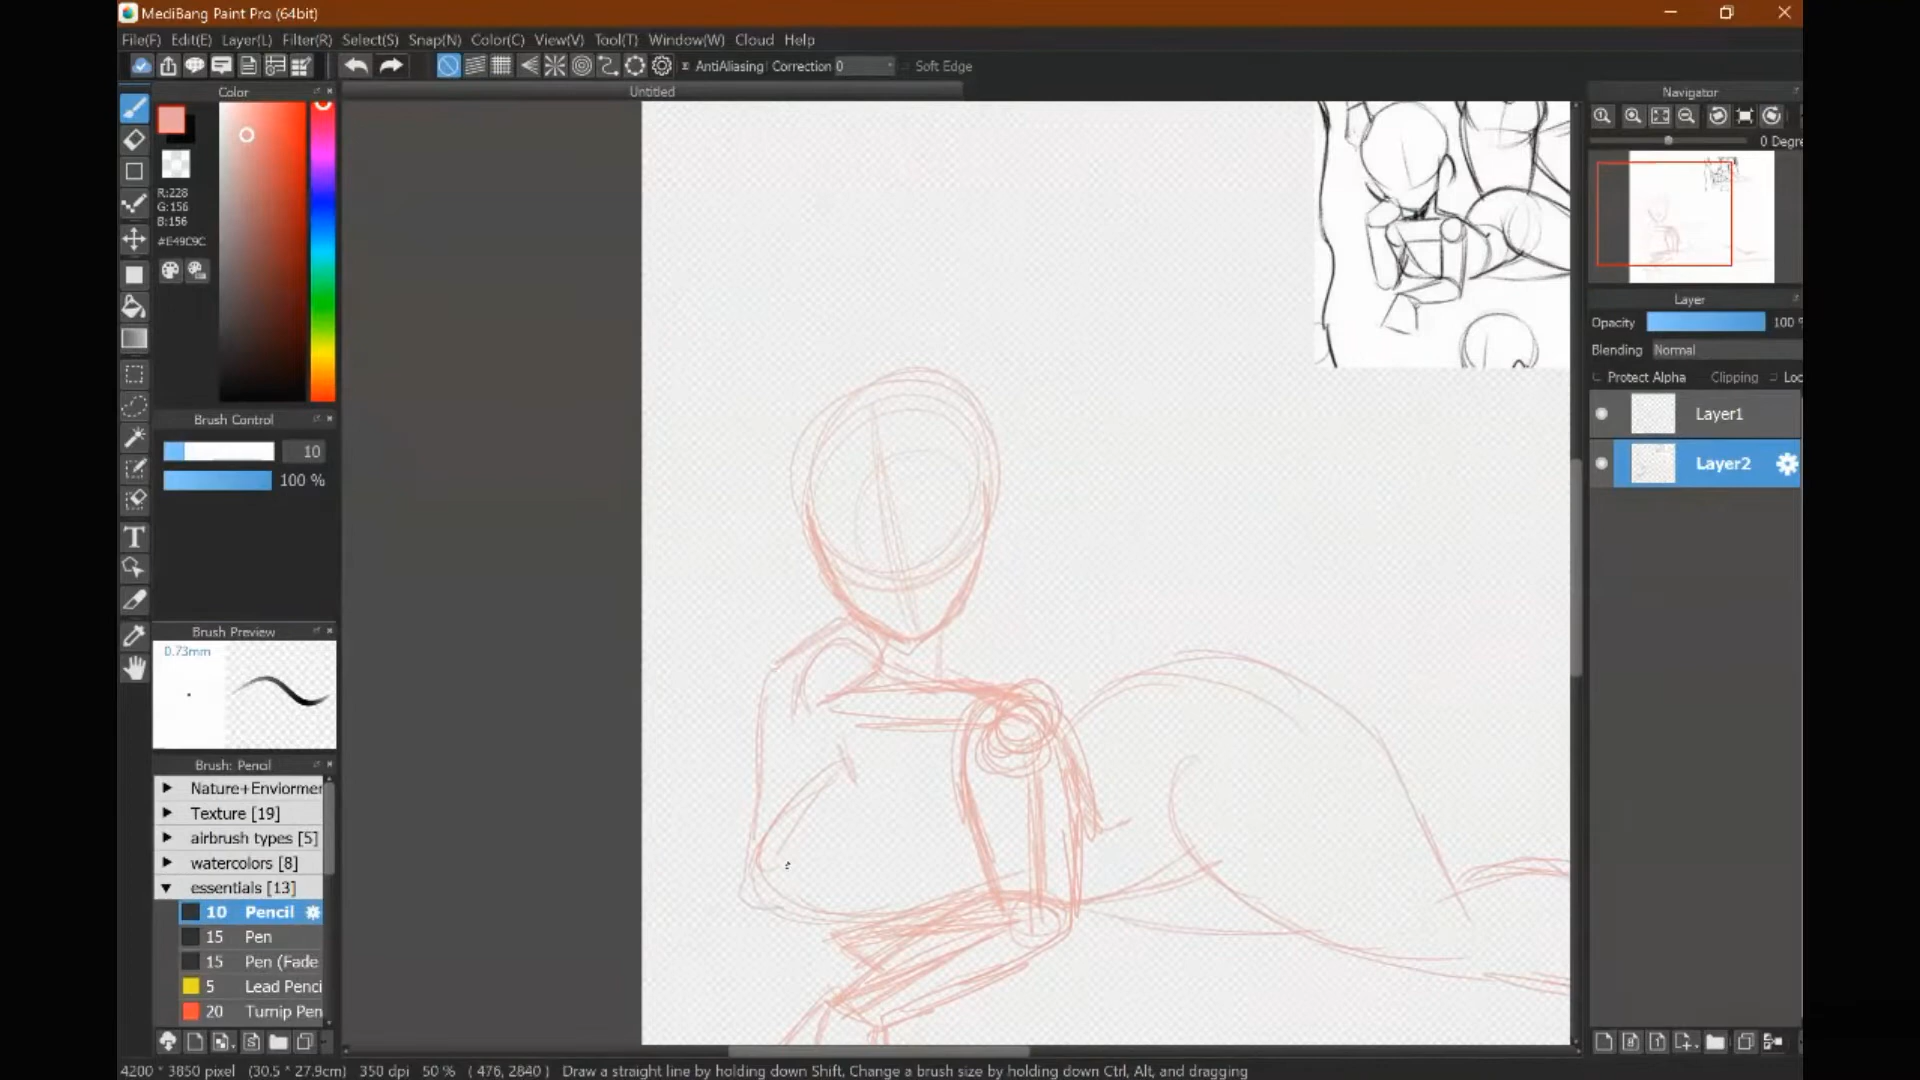 MediBang Paint Pro (64bit)
File(F) Edit(E) Layer(L) Filter(R) Select(S) Snap(N) Color(C) View(V) Tool(T) Window(W) Cloud Help
AntiAliasing Correction 0 Soft Edge
Color
Untitled
Navigator
0 Degre
R:228
G:156
B:156
#E49C9C
Layer
Opacity 100 %
Blending Normal
Protect Alpha Clipping Loc
Layer1
Layer2
Brush Control
10
100 %
T
Brush Preview
0.73mm
Brush: Pencil
Nature+Enviormer
Texture [19]
airbrush types [5]
watercolors [8]
essentials [13]
10 Pencil
15 Pen
15 Pen (Fade
5 Lead Penci
20 Turnip Pen
4200 * 3850 pixel (30.5 * 27.9cm) 350 dpi 50 % ( 476, 2840 ) Draw a straight line by holding down Shift, Change a brush size by holding down Ctrl, Alt, and dragging